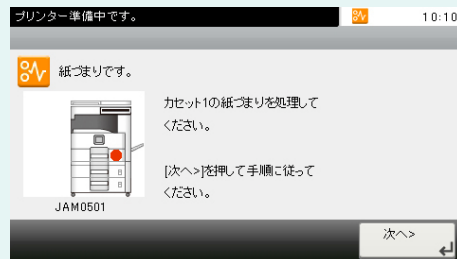 プリンター準備中です。
10:10
紙づまりです。
カセット1の紙づまりを処理して
ください。
[次へ>]を押して手順に従って
ください。
JAM0501
次へ>